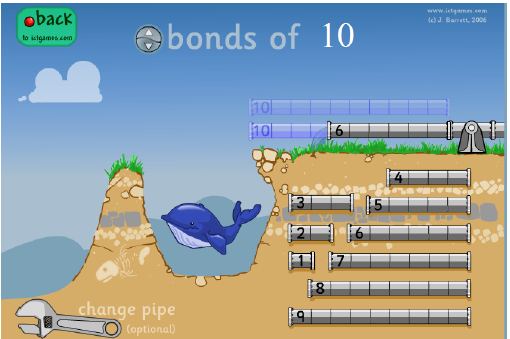 back
to ictgames.com
bonds of 10
www.ictgames.com
(c) J. Barrett, 2006
10
10 6
4
3 5
2 6
1 7
8
9
change pipe
(optional)